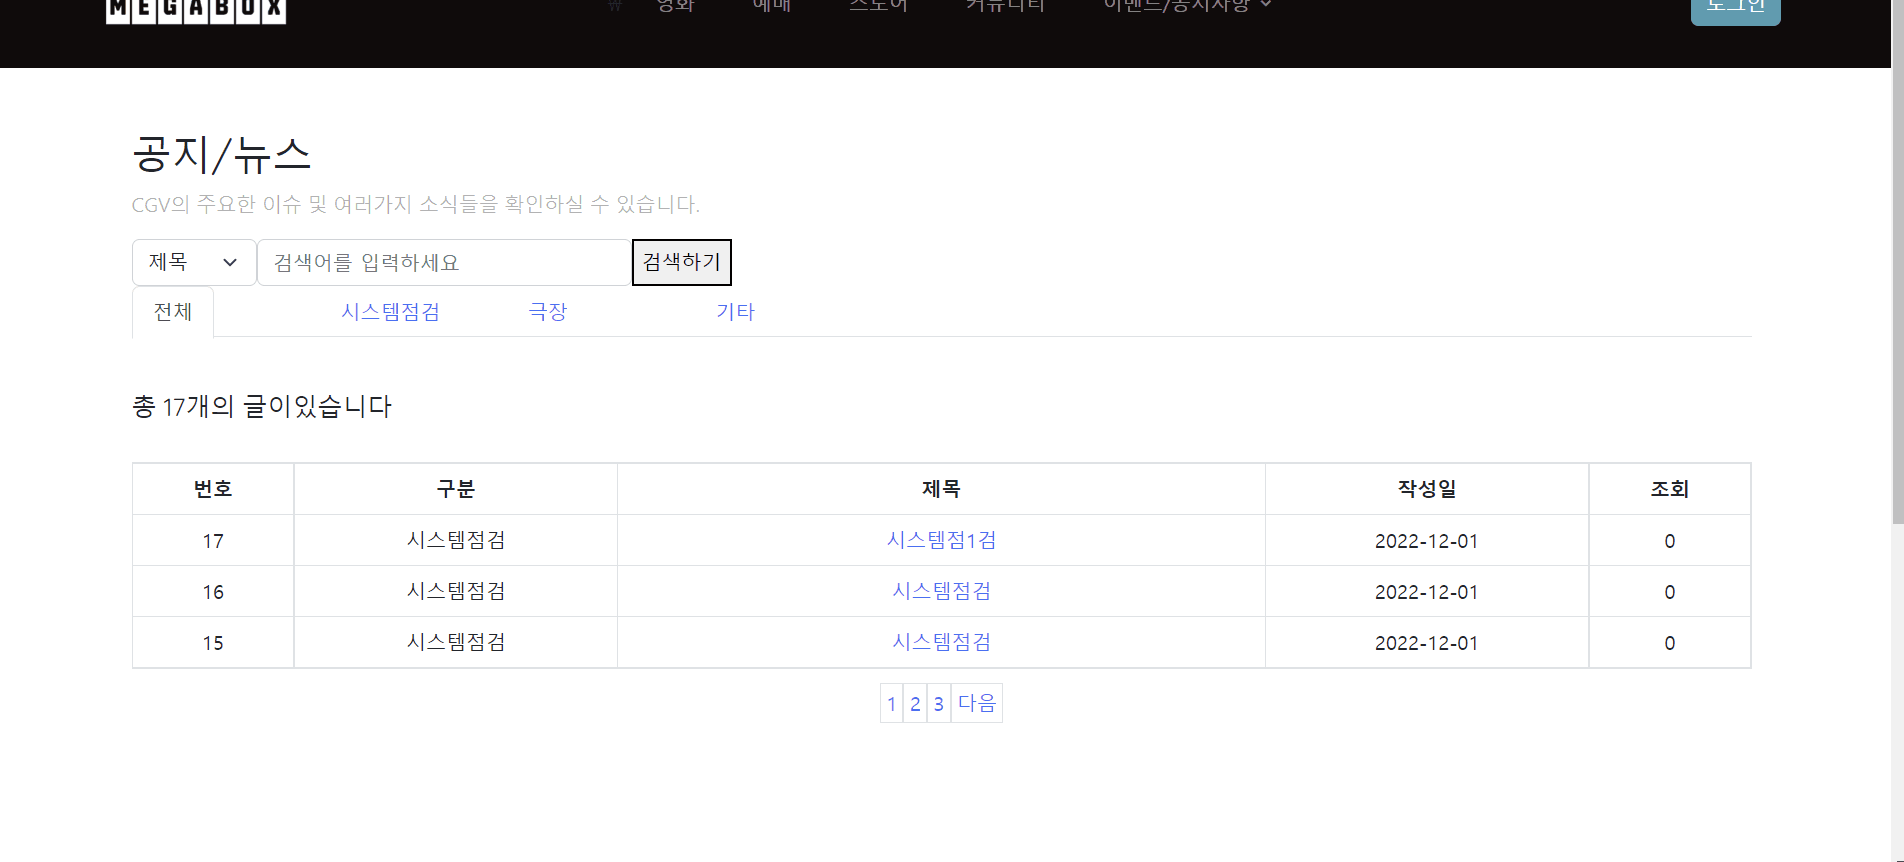 MEGABOX
영화 예매 스토어 커뮤니티 이벤트/공지사항 로그인
공지/뉴스
CGV의 주요한 이슈 및 여러가지 소식들을 확인하실 수 있습니다.
제목 검색어를 입력하세요 검색하기
전체 시스템점검 극장 기타
총 17개의 글이있습니다
번호 구분 제목 작성일 조회
17 시스템점검 시스템점1검 2022-12-01 0
16 시스템점검 시스템점검 2022-12-01 0
15 시스템점검 시스템점검 2022-12-01 0
1 2 3 다음